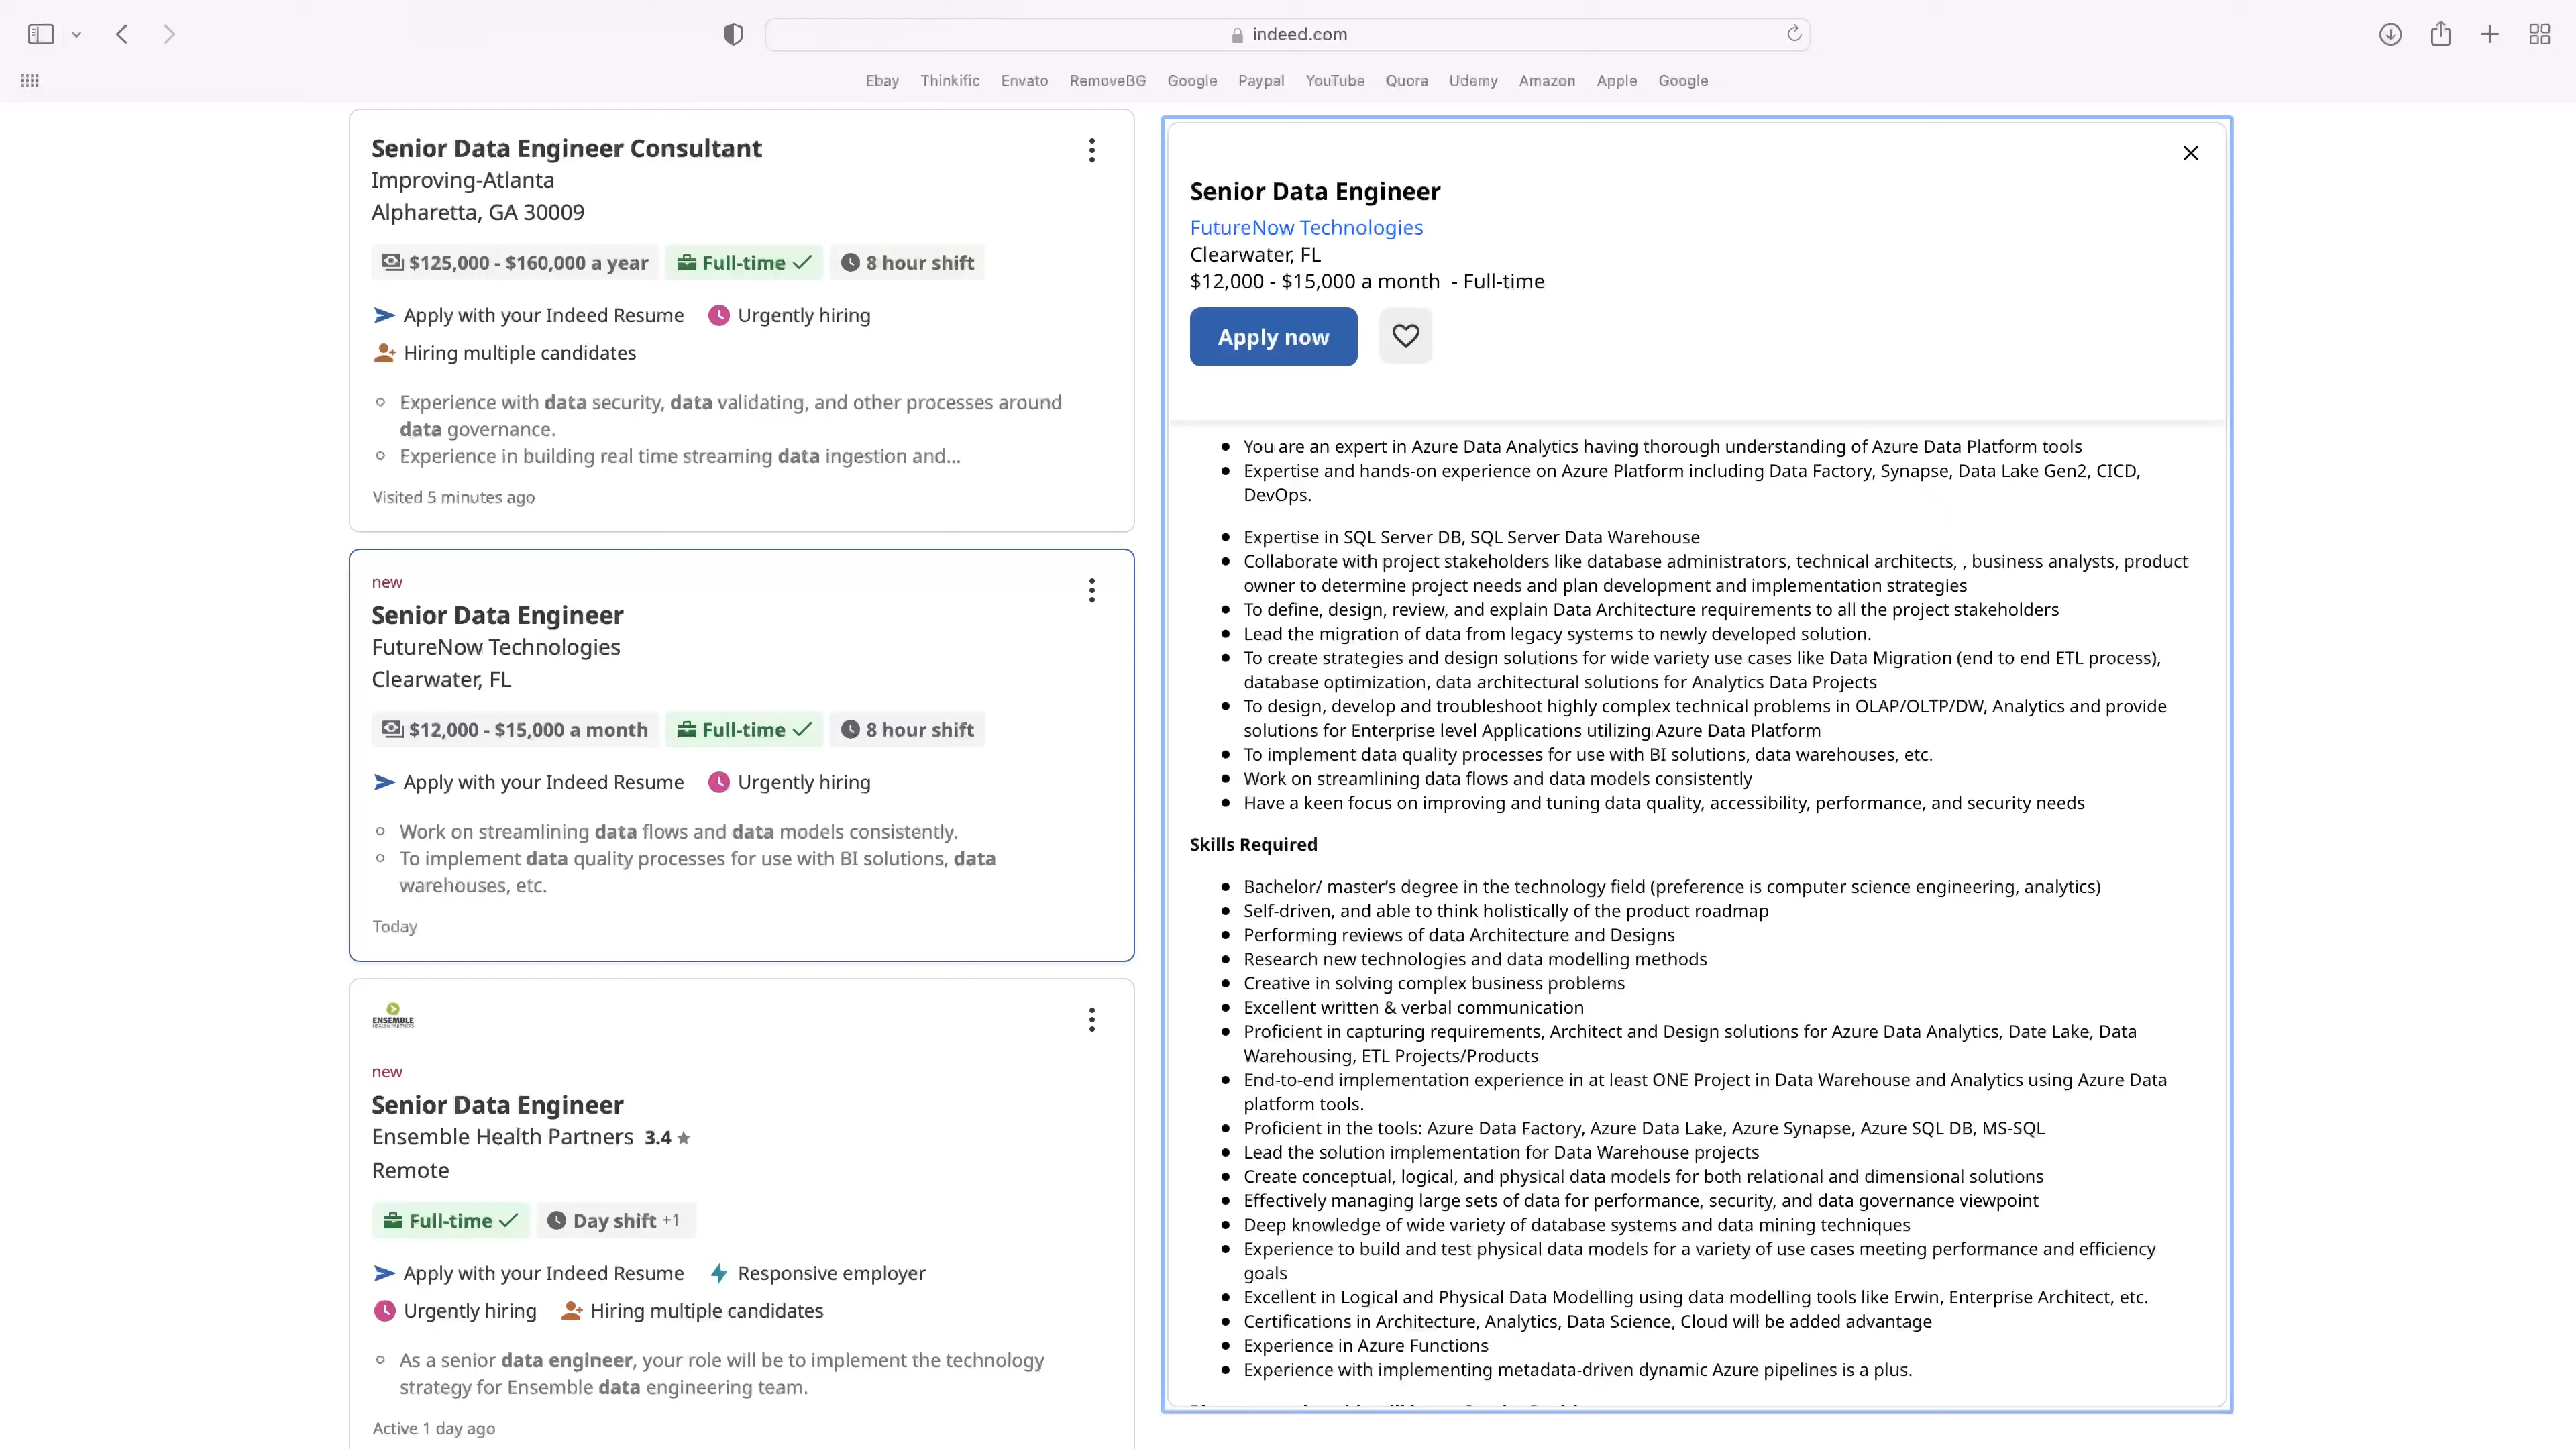 indeed.com
Ebay Thinkific Envato RemoveBG Google Paypal YouTube Quora Udemy Amazon Apple Google
Senior Data Engineer Consultant
Improving-Atlanta
Alpharetta, GA 30009
$125,000 - $160,000 a year Full-time 8 hour shift
Apply with your Indeed Resume Urgently hiring
Hiring multiple candidates
Experience with data security, data validating, and other processes around
data governance.
Experience in building real time streaming data ingestion and...
Visited 5 minutes ago
new
Senior Data Engineer
FutureNow Technologies
Clearwater, FL
$12,000 - $15,000 a month Full-time 8 hour shift
Apply with your Indeed Resume Urgently hiring
Work on streamlining data flows and data models consistently.
To implement data quality processes for use with BI solutions, data
warehouses, etc.
Today
ENSEMBLE
HEALTH PARTNERS
new
Senior Data Engineer
Ensemble Health Partners 3.4
Remote
Full-time Day shift +1
Apply with your Indeed Resume Responsive employer
Urgently hiring Hiring multiple candidates
As a senior data engineer, your role will be to implement the technology
strategy for Ensemble data engineering team.
Active 1 day ago
Senior Data Engineer
FutureNow Technologies
Clearwater, FL
$12,000 - $15,000 a month - Full-time
Apply now
You are an expert in Azure Data Analytics having thorough understanding of Azure Data Platform tools
Expertise and hands-on experience on Azure Platform including Data Factory, Synapse, Data Lake Gen2, CICD,
DevOps.
Expertise in SQL Server DB, SQL Server Data Warehouse
Collaborate with project stakeholders like database administrators, technical architects, , business analysts, product
owner to determine project needs and plan development and implementation strategies
To define, design, review, and explain Data Architecture requirements to all the project stakeholders
Lead the migration of data from legacy systems to newly developed solution.
To create strategies and design solutions for wide variety use cases like Data Migration (end to end ETL process),
database optimization, data architectural solutions for Analytics Data Projects
To design, develop and troubleshoot highly complex technical problems in OLAP/OLTP/DW, Analytics and provide
solutions for Enterprise level Applications utilizing Azure Data Platform
To implement data quality processes for use with BI solutions, data warehouses, etc.
Work on streamlining data flows and data models consistently
Have a keen focus on improving and tuning data quality, accessibility, performance, and security needs
Skills Required
Bachelor/ master's degree in the technology field (preference is computer science engineering, analytics)
Self-driven, and able to think holistically of the product roadmap
Performing reviews of data Architecture and Designs
Research new technologies and data modelling methods
Creative in solving complex business problems
Excellent written & verbal communication
Proficient in capturing requirements, Architect and Design solutions for Azure Data Analytics, Date Lake, Data
Warehousing, ETL Projects/Products
End-to-end implementation experience in at least ONE Project in Data Warehouse and Analytics using Azure Data
platform tools.
Proficient in the tools: Azure Data Factory, Azure Data Lake, Azure Synapse, Azure SQL DB, MS-SQL
Lead the solution implementation for Data Warehouse projects
Create conceptual, logical, and physical data models for both relational and dimensional solutions
Effectively managing large sets of data for performance, security, and data governance viewpoint
Deep knowledge of wide variety of database systems and data mining techniques
Experience to build and test physical data models for a variety of use cases meeting performance and efficiency
goals
Excellent in Logical and Physical Data Modelling using data modelling tools like Erwin, Enterprise Architect, etc.
Certifications in Architecture, Analytics, Data Science, Cloud will be added advantage
Experience in Azure Functions
Experience with implementing metadata-driven dynamic Azure pipelines is a plus.